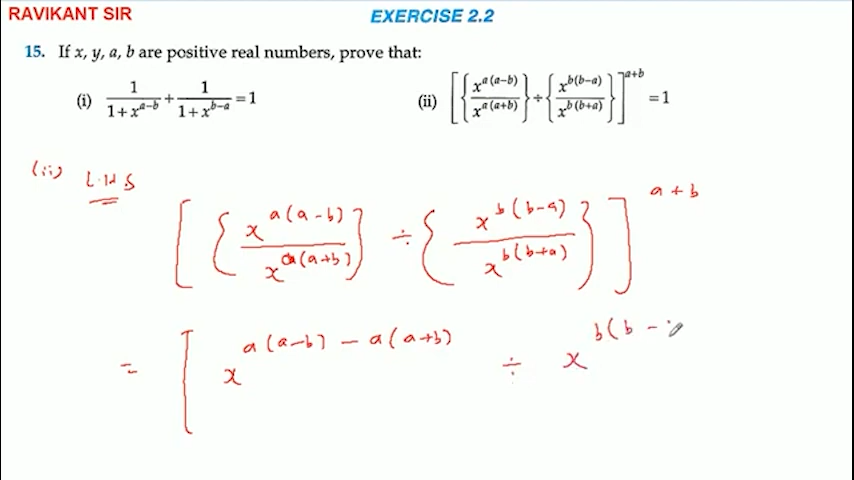 RAVIKANT SIR
EXERCISE 2.2
15. If x, y, a, b are positive real numbers, prove that:
(i) 1/(1+x^(a−b)) + 1/(1+x^(b−a)) = 1 (ii) [{x^(a(a−b))/x^(a(a+b))} ÷ {x^(b(b−a))/x^(b(b+a))}]^(a+b) = 1
(ii) L.H.S
[{x^(a(a−b))/x^(a(a+b))} ÷ {x^(b(b−a))/x^(b(b+a))}]^(a+b)
= [x^(a(a−b) − a(a+b)) ÷ x^(b(b −